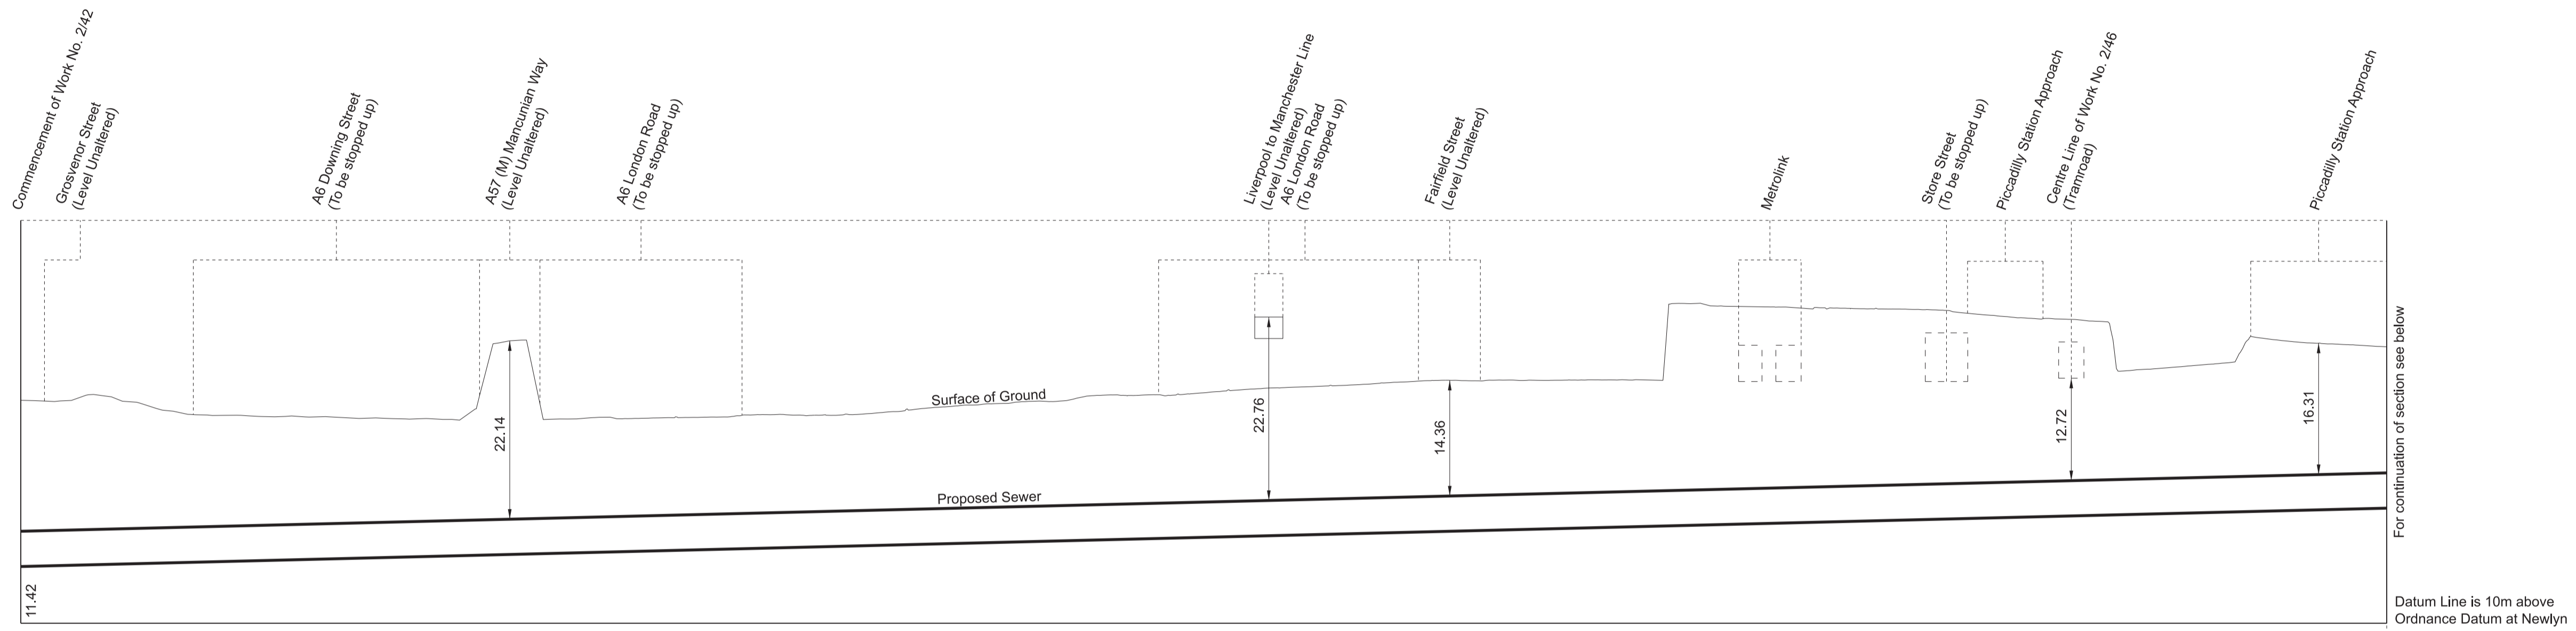 Commencement of Work No. 2/42
Grosvenor Street
(Level Unaltered)
A6 Downing Street
(To be stopped up)
A57 (M) Mancunian Way
(Level Unaltered)
A6 London Road
(To be stopped up)
Liverpool to Manchester Line
(Level Unaltered)
A6 London Road
(To be stopped up)
Fairfield Street
(Level Unaltered)
Metrolink
Store Street
(To be stopped up)
Piccadilly Station Approach
Centre Line of Work No. 2/46
(Tramroad)
Piccadilly Station Approach
Surface of Ground
22.14
22.76
14.36
12.72
16.31
Proposed Sewer
11.42
For continuation of section see below
Datum Line is 10m above
Ordnance Datum at Newlyn